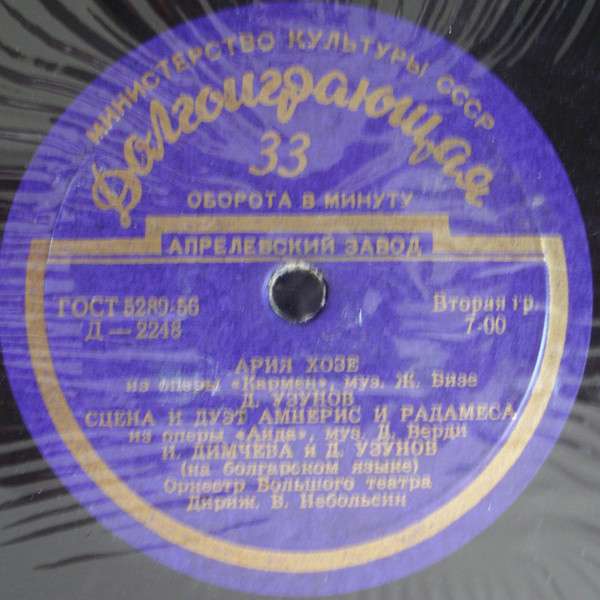 МИНИСТЕРСТВО КУЛЬТУРЫ СССР
Долгоиграющая
33
ОБОРОТА В МИНУТУ
АПРЕЛЕВСКИЙ ЗАВОД
ГОСТ 5289-56 Вторая гр.
Д — 2248 7-00
АРИЯ ХОЗЕ
из оперы «Кармен», муз. Ж. Бизе
Д. УЗУНОВ
СЦЕНА И ДУЭТ АМНЕРИС И РАДАМЕСА
из оперы «Аида», муз. Д. Верди
Н. ДИМЧЕВА и Д. УЗУНОВ
(на болгарском языке)
Оркестр Большого театра
Дириж. В. Небольсин